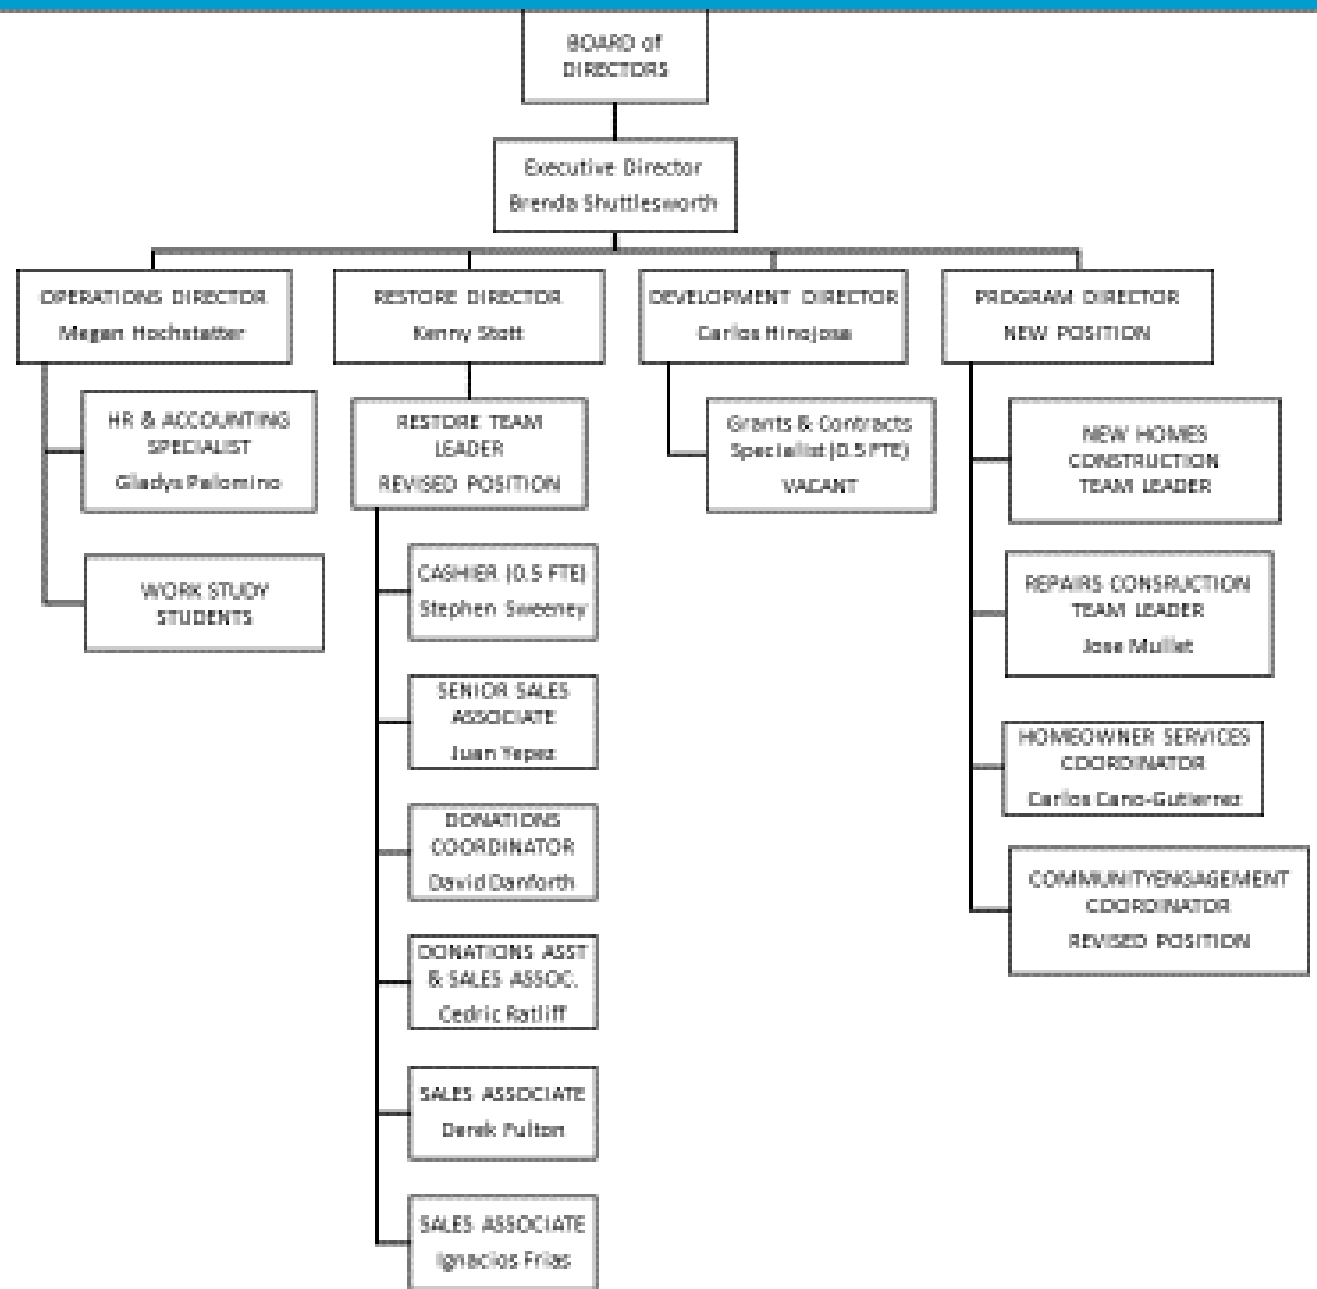 BOARD of
DIRECTORS
Executive Director
Brenda Shuttlesworth
OPERATIONS DIRECTOR
Megan Hochstatter
RESTORE DIRECTOR
Kenny Stott
DEVELOPMENT DIRECTOR
Carlos Hinojosa
PROGRAM DIRECTOR
NEW POSITION
HR & ACCOUNTING
SPECIALIST
Gladys Palomino
WORK STUDY
STUDENTS
RESTORE TEAM
LEADER
REVISED POSITION
CASHIER (0.5 FTE)
Stephen Sweeney
SENIOR SALES
ASSOCIATE
Juan Yepez
DONATIONS
COORDINATOR
David Danforth
DONATIONS ASST
& SALES ASSOC.
Cedric Ratliff
SALES ASSOCIATE
Derek Fulton
SALES ASSOCIATE
Ignacios Frias
Grants & Contracts
Specialist (0.5 FTE)
VACANT
NEW HOMES
CONSTRUCTION
TEAM LEADER
REPAIRS CONSRUCTION
TEAM LEADER
Jose Mullet
HOMEOWNER SERVICES
COORDINATOR
Carlos Cano-Gutierrez
COMMUNITYENGAGEMENT
COORDINATOR
REVISED POSITION